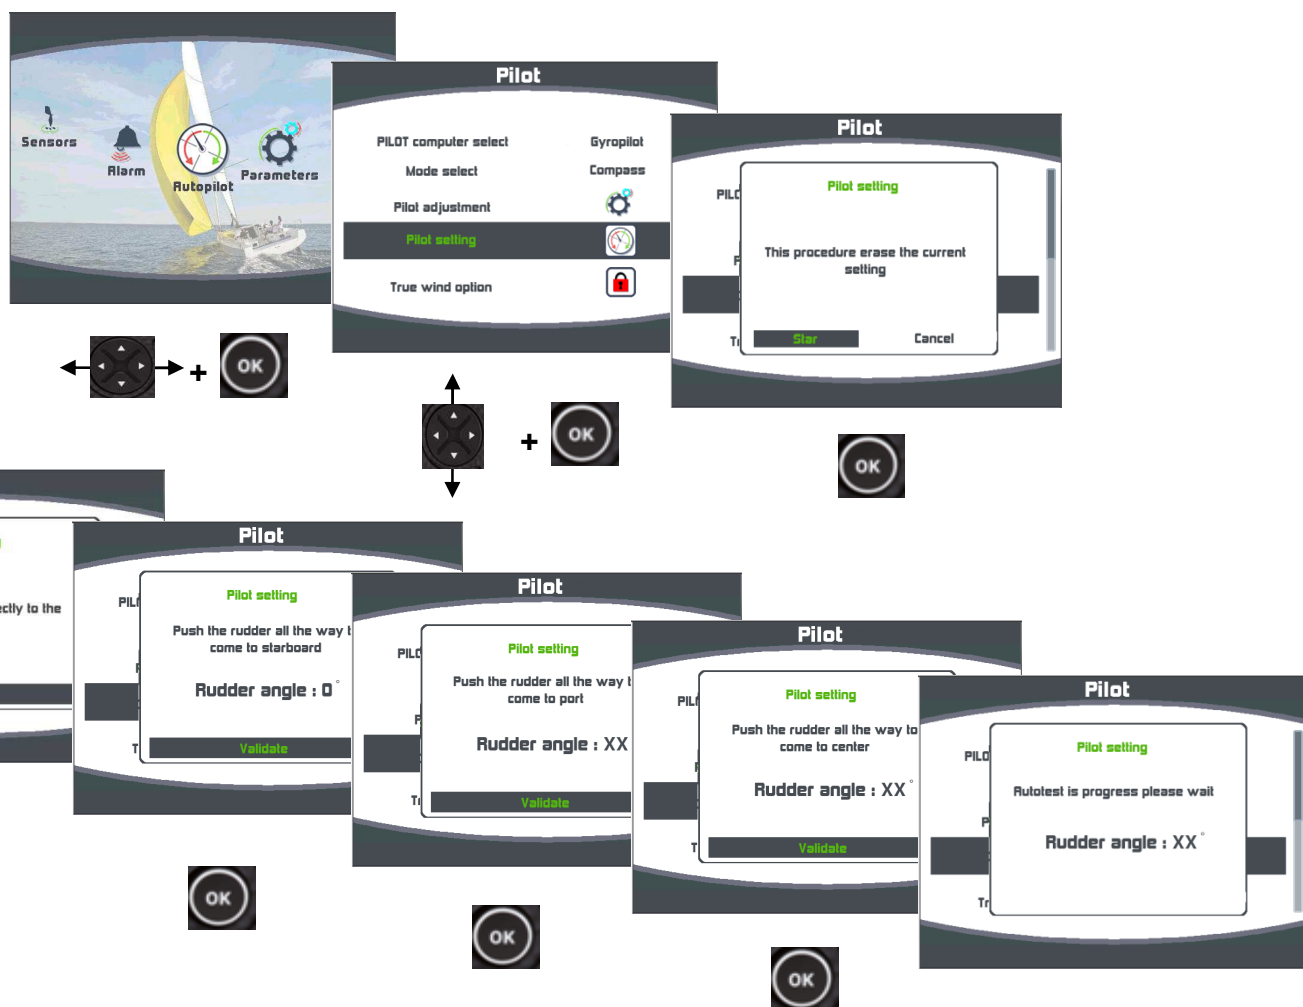 Sensors
Alarm
Autopilot
Parameters
Pilot
PILOT computer select
Gyropilot
Mode select
Compass
Pilot adjustment
Pilot setting
True wind option
Pilot
Pilot setting
This procedure erase the current
setting
Star
Cancel
+
OK
+
OK
OK
to the
Pilot
Pilot setting
Push the rudder all the way
come to starboard
Rudder angle : 0°
Validate
Pilot
Pilot setting
Push the rudder all the way
come to port
Rudder angle : XX
Validate
Pilot
Pilot setting
Push the rudder all the way to
come to center
Rudder angle : XX°
Validate
Pilot
Pilot setting
Autotest is progress please wait
Rudder angle : XX°
OK
OK
OK